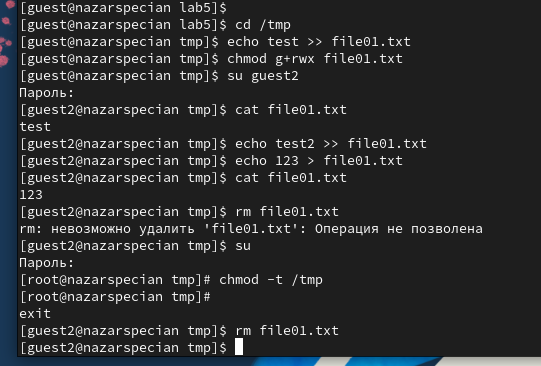 [guest@nazarspecian lab5]$
[guest@nazarspecian lab5]$ cd /tmp
[guest@nazarspecian tmp]$ echo test >> file01.txt
[guest@nazarspecian tmp]$ chmod g+rwx file01.txt
[guest@nazarspecian tmp]$ su guest2
Пароль:
[guest2@nazarspecian tmp]$ cat file01.txt
test
[guest2@nazarspecian tmp]$ echo test2 >> file01.txt
[guest2@nazarspecian tmp]$ echo 123 > file01.txt
[guest2@nazarspecian tmp]$ cat file01.txt
123
[guest2@nazarspecian tmp]$ rm file01.txt
rm: невозможно удалить 'file01.txt': Операция не позволена
[guest2@nazarspecian tmp]$ su
Пароль:
[root@nazarspecian tmp]# chmod -t /tmp
[root@nazarspecian tmp]#
exit
[guest2@nazarspecian tmp]$ rm file01.txt
[guest2@nazarspecian tmp]$